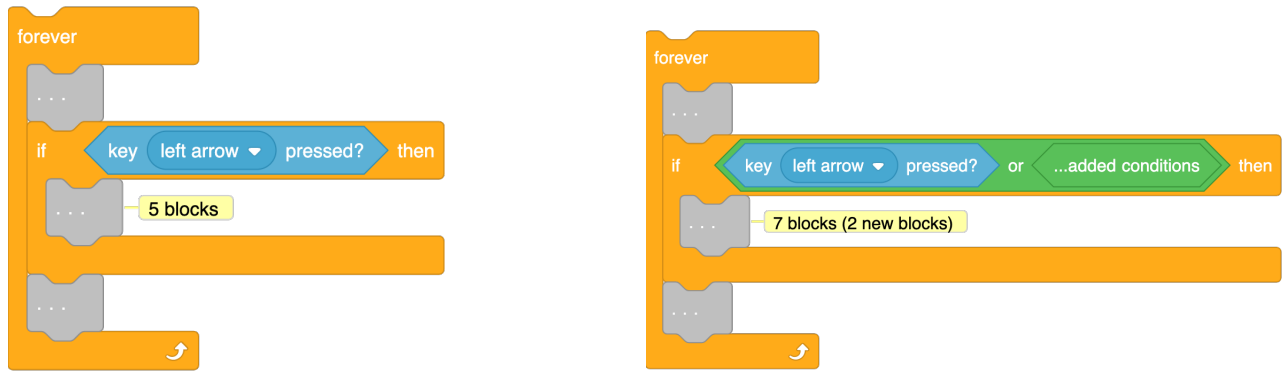 forever
. . .
if key left arrow pressed? then
. . . 5 blocks
. . .
forever
. . .
if key left arrow pressed? or ...added conditions then
. . . 7 blocks (2 new blocks)
. . .